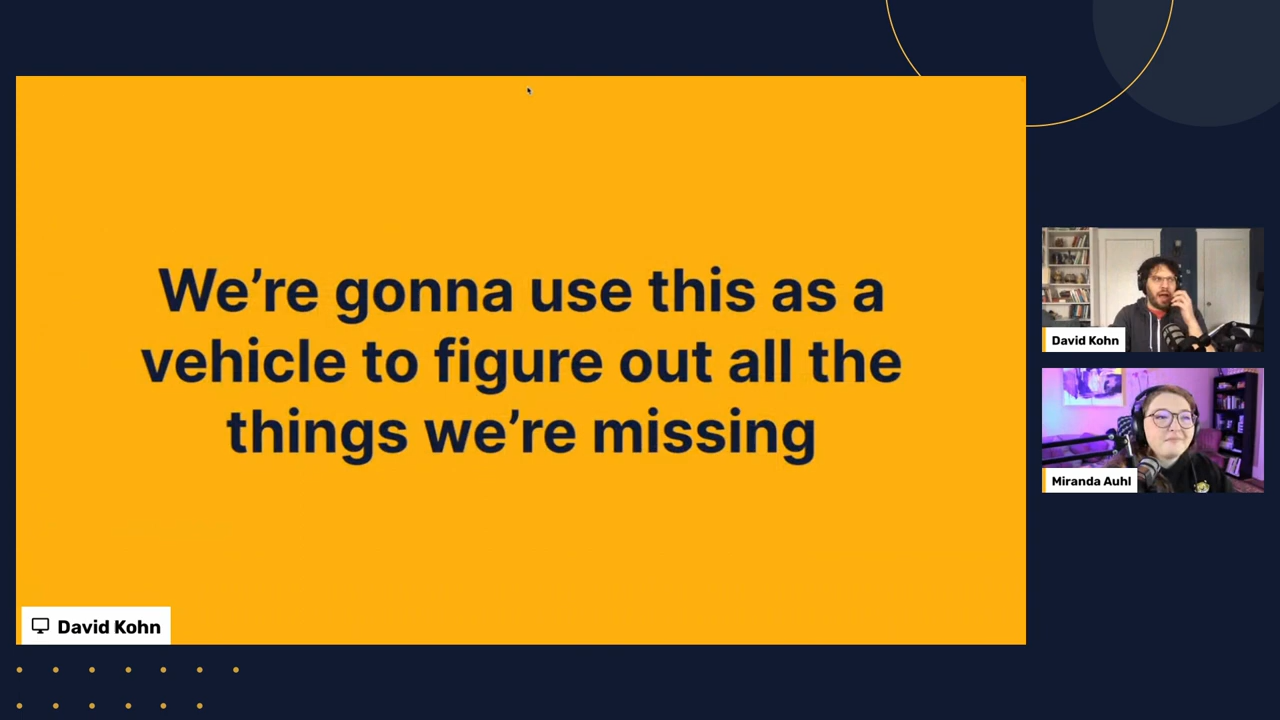 We’re gonna use this as a
vehicle to figure out all the
things we’re missing
David Kohn
David Kohn
Miranda Auhl